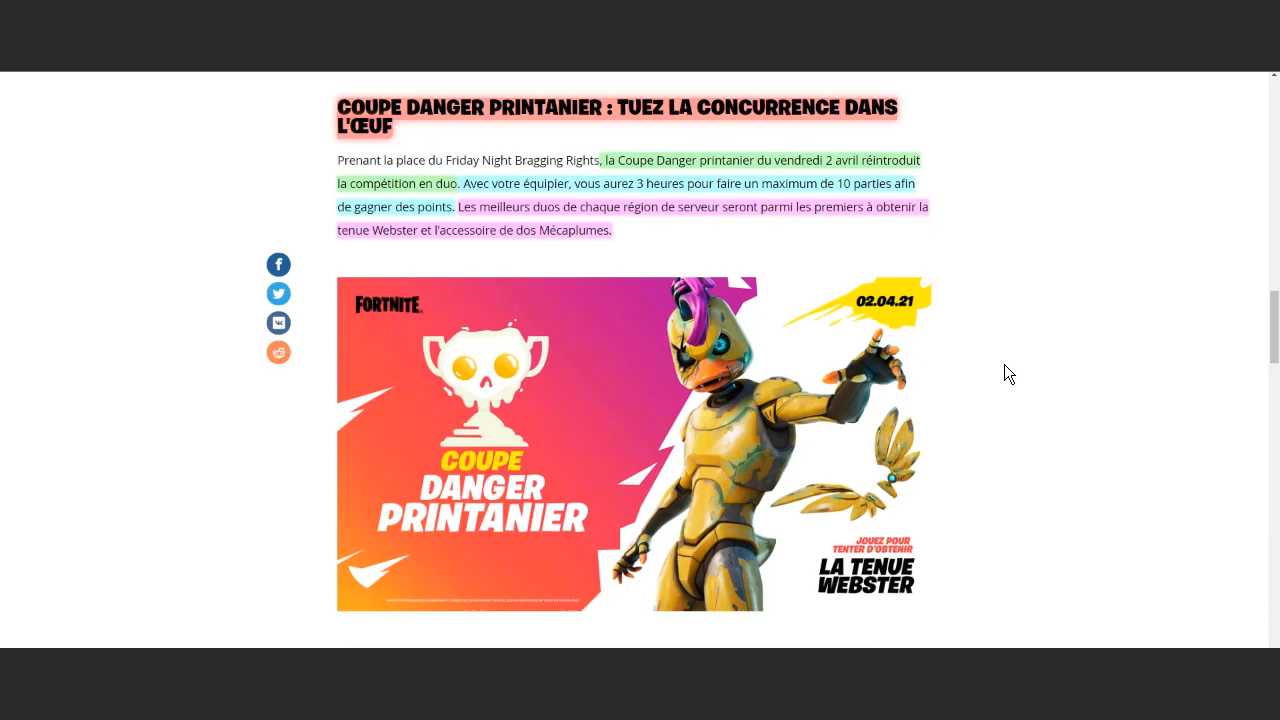 COUPE DANGER PRINTANIER : TUEZ LA CONCURRENCE DANS
L'ŒUF
Prenant la place du Friday Night Bragging Rights, la Coupe Danger printanier du vendredi 2 avril réintroduit
la compétition en duo. Avec votre équipier, vous aurez 3 heures pour faire un maximum de 10 parties afin
de gagner des points. Les meilleurs duos de chaque région de serveur seront parmi les premiers à obtenir la
tenue Webster et l'accessoire de dos Mécaplumes.
FORTNITE
02.04.21
COUPE
DANGER
PRINTANIER
JOUEZ POUR
TENTER D'OBTENIR
LA TENUE
WEBSTER